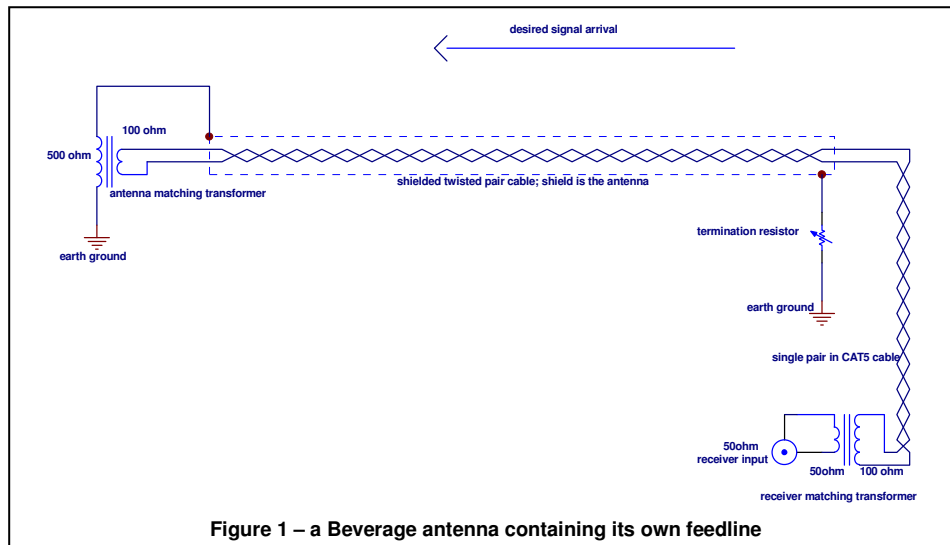 desired signal arrival
100 ohm
500 ohm
antenna matching transformer
shielded twisted pair cable; shield is the antenna
earth ground
termination resistor
earth ground
single pair in CAT5 cable
50ohm
receiver input
50ohm
100 ohm
receiver matching transformer
Figure 1 – a Beverage antenna containing its own feedline